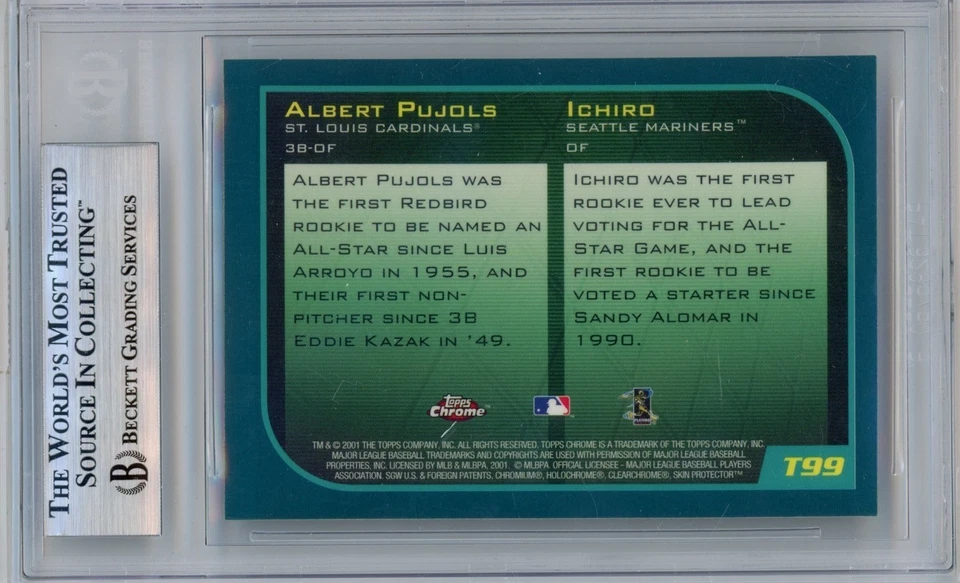 ALBERT PUJOLS
ST. LOUIS CARDINALS®
3B-OF
ALBERT PUJOLS WAS
THE FIRST REDBIRD
ROOKIE TO BE NAMED AN
ALL-STAR SINCE LUIS
ARROYO IN 1955, AND
THEIR FIRST NON-
PITCHER SINCE 3B
EDDIE KAZAK IN '49.
ICHIRO
SEATTLE MARINERS™
OF
ICHIRO WAS THE FIRST
ROOKIE EVER TO LEAD
VOTING FOR THE ALL-
STAR GAME, AND THE
FIRST ROOKIE TO BE
VOTED A STARTER SINCE
SANDY ALOMAR IN
1990.
Topps
Chrome™
TM & © 2001 THE TOPPS COMPANY, INC. ALL RIGHTS RESERVED. TOPPS CHROME IS A TRADEMARK OF THE TOPPS COMPANY, INC.
MAJOR LEAGUE BASEBALL TRADEMARKS AND COPYRIGHTS ARE USED WITH PERMISSION OF MAJOR LEAGUE BASEBALL
PROPERTIES, INC. LICENSED BY MLB & MLBPA, 2001. © MLBPA OFFICIAL LICENSEE - MAJOR LEAGUE BASEBALL PLAYERS
ASSOCIATION. SGW U.S. & FOREIGN PATENTS, CHROMIUM®, HOLOCHROME®, CLEARCHROME®, SKIN PROTECTOR™
T99
THE WORLD'S MOST TRUSTED
SOURCE IN COLLECTING™
B BECKETT GRADING SERVICES